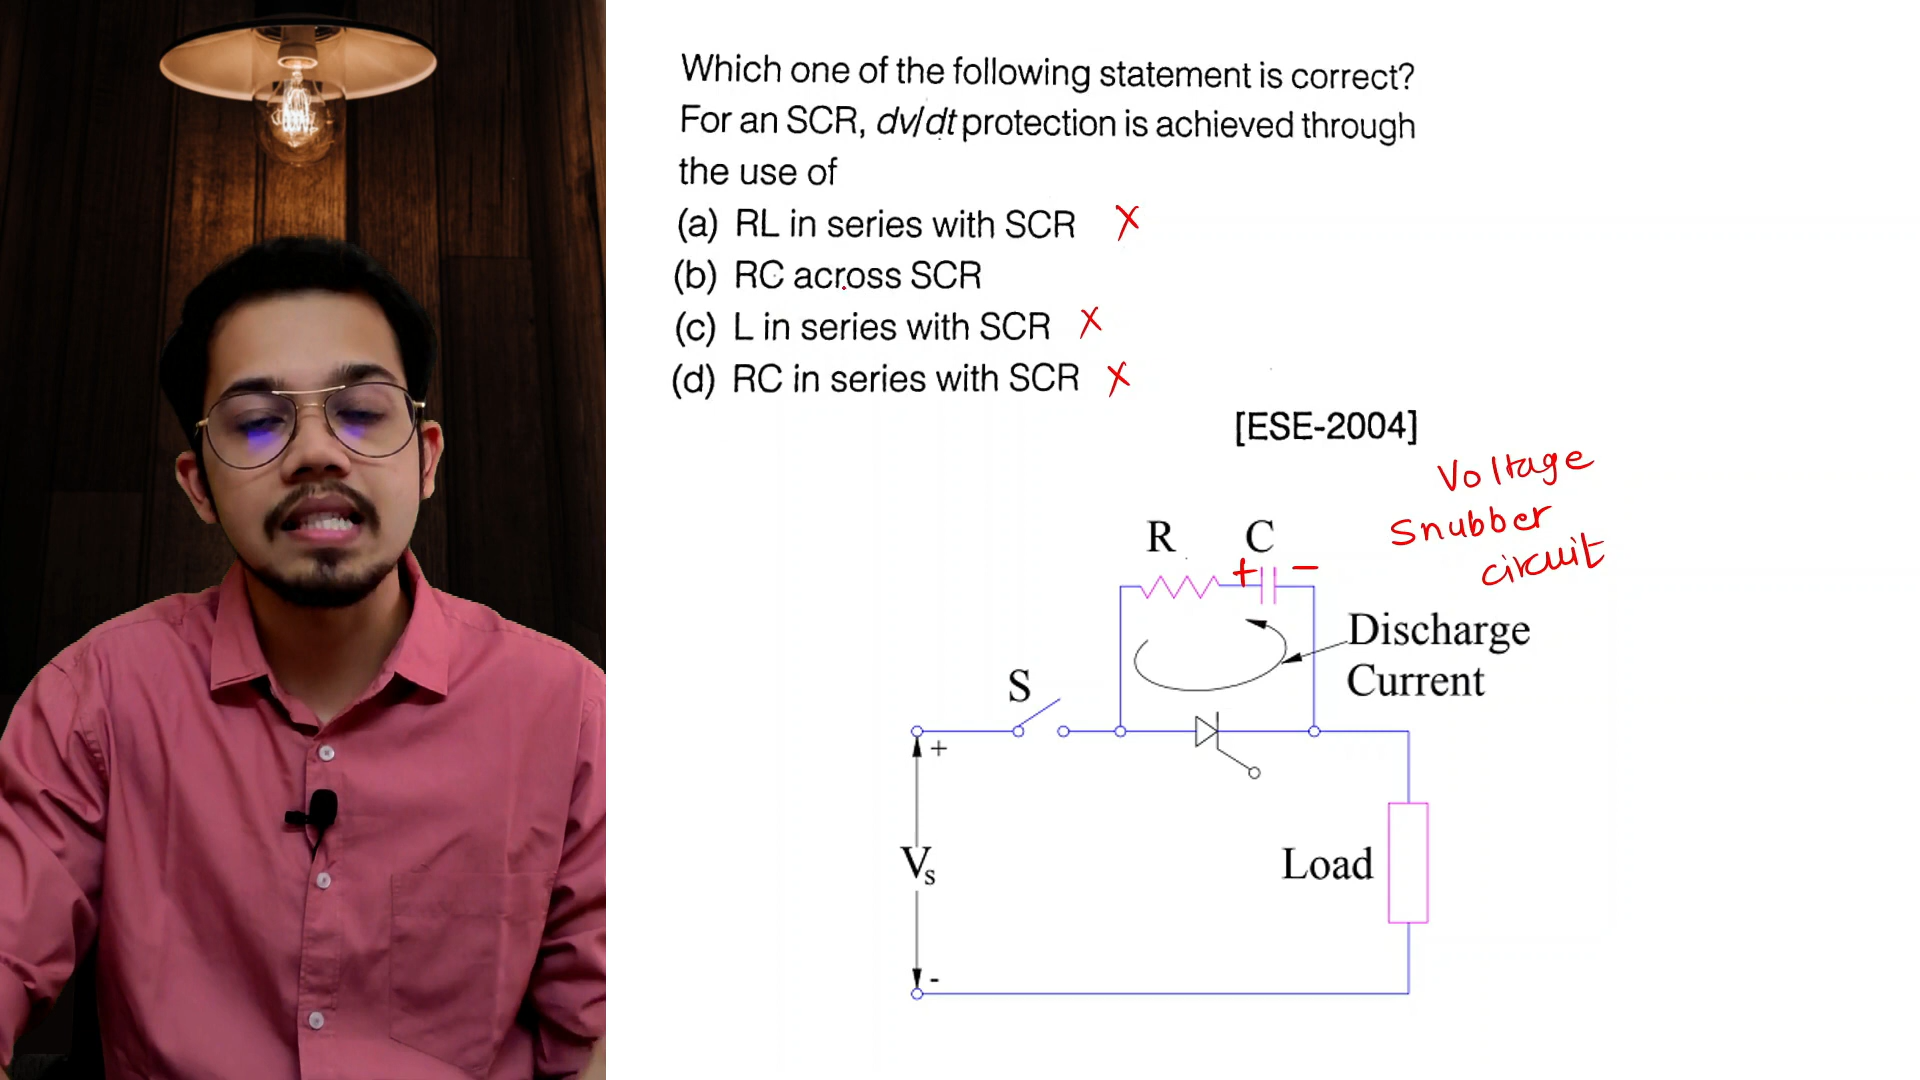 Which one of the following statement is correct?
For an SCR, dv/dt protection is achieved through
the use of
(a) RL in series with SCR X
(b) RC across SCR
(c) L in series with SCR X
(d) RC in series with SCR X
[ESE-2004]
Voltage
Snubber
circuit
R C
+ −
Discharge
Current
S
+
Vs
Load
-